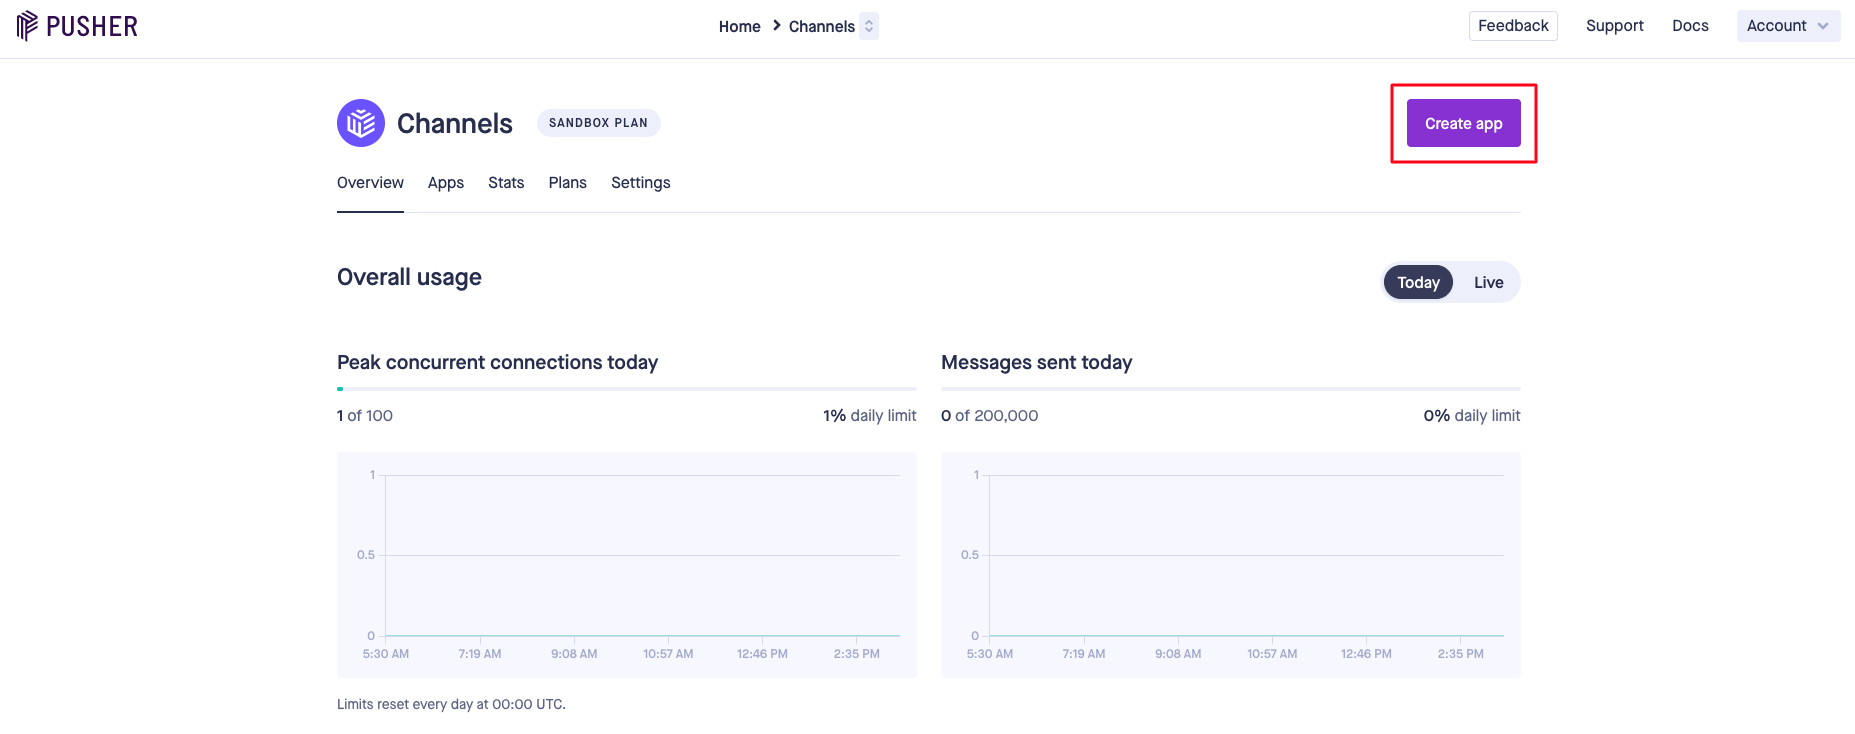 PUSHER
Home Channels
Feedback Support Docs Account
Channels SANDBOX PLAN
Create app
Overview Apps Stats Plans Settings
Overall usage
Today Live
Peak concurrent connections today
1 of 100 1% daily limit
1
0.5
0
5:30 AM 7:19 AM 9:08 AM 10:57 AM 12:46 PM 2:35 PM
Messages sent today
0 of 200,000 0% daily limit
1
0.5
0
5:30 AM 7:19 AM 9:08 AM 10:57 AM 12:46 PM 2:35 PM
Limits reset every day at 00:00 UTC.